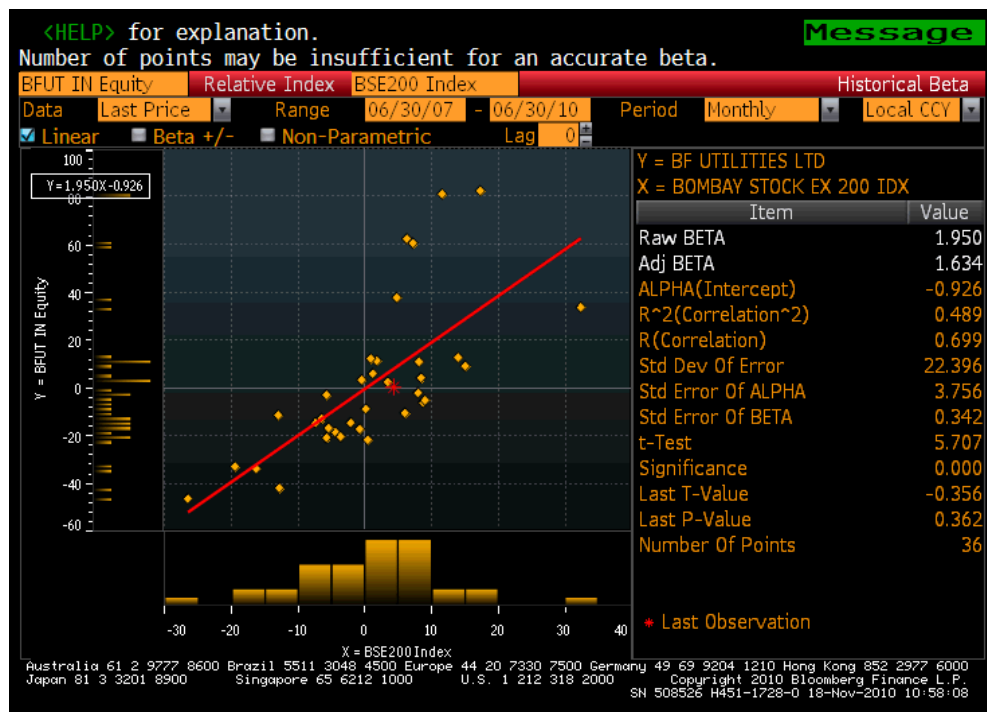 <HELP> for explanation. Message
Number of points may be insufficient for an accurate beta.
BFUT IN Equity Relative Index BSE200 Index Historical Beta
Data Last Price Range 06/30/07 - 06/30/10 Period Monthly Local CCY
Linear Beta +/- Non-Parametric Lag 0
Y = BF UTILITIES LTD
X = BOMBAY STOCK EX 200 IDX
Item Value
Raw BETA 1.950
Adj BETA 1.634
ALPHA(Intercept) -0.926
R^2(Correlation^2) 0.489
R(Correlation) 0.699
Std Dev Of Error 22.396
Std Error Of ALPHA 3.756
Std Error Of BETA 0.342
t-Test 5.707
Significance 0.000
Last T-Value -0.356
Last P-Value 0.362
Number Of Points 36
* Last Observation
Y=1.950X-0.926
100
80
60
40
20
0
-20
-40
-60
Y = BFUT IN Equity
-30 -20 -10 0 10 20 30 40
X = BSE200 Index
Australia 61 2 9777 8600 Brazil 5511 3048 4500 Europe 44 20 7330 7500 Germany 49 69 9204 1210 Hong Kong 852 2977 6000
Japan 81 3 3201 8900 Singapore 65 6212 1000 U.S. 1 212 318 2000 Copyright 2010 Bloomberg Finance L.P.
SN 508526 H451-1728-0 18-Nov-2010 10:58:08